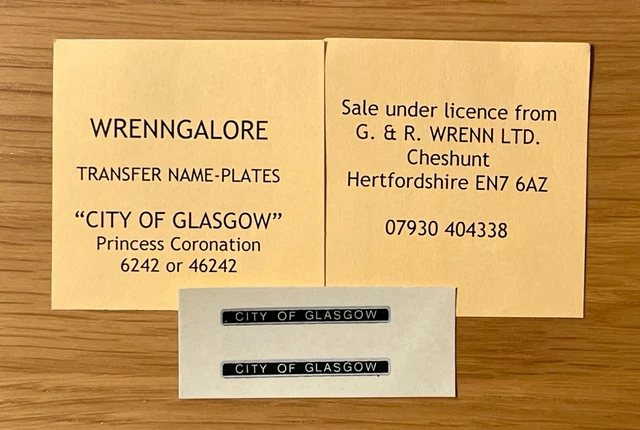 WRENNGALORE
TRANSFER NAME-PLATES
“CITY OF GLASGOW”
Princess Coronation
6242 or 46242
Sale under licence from
G. & R. WRENN LTD.
Cheshunt
Hertfordshire EN7 6AZ
07930 404338
CITY OF GLASGOW
CITY OF GLASGOW